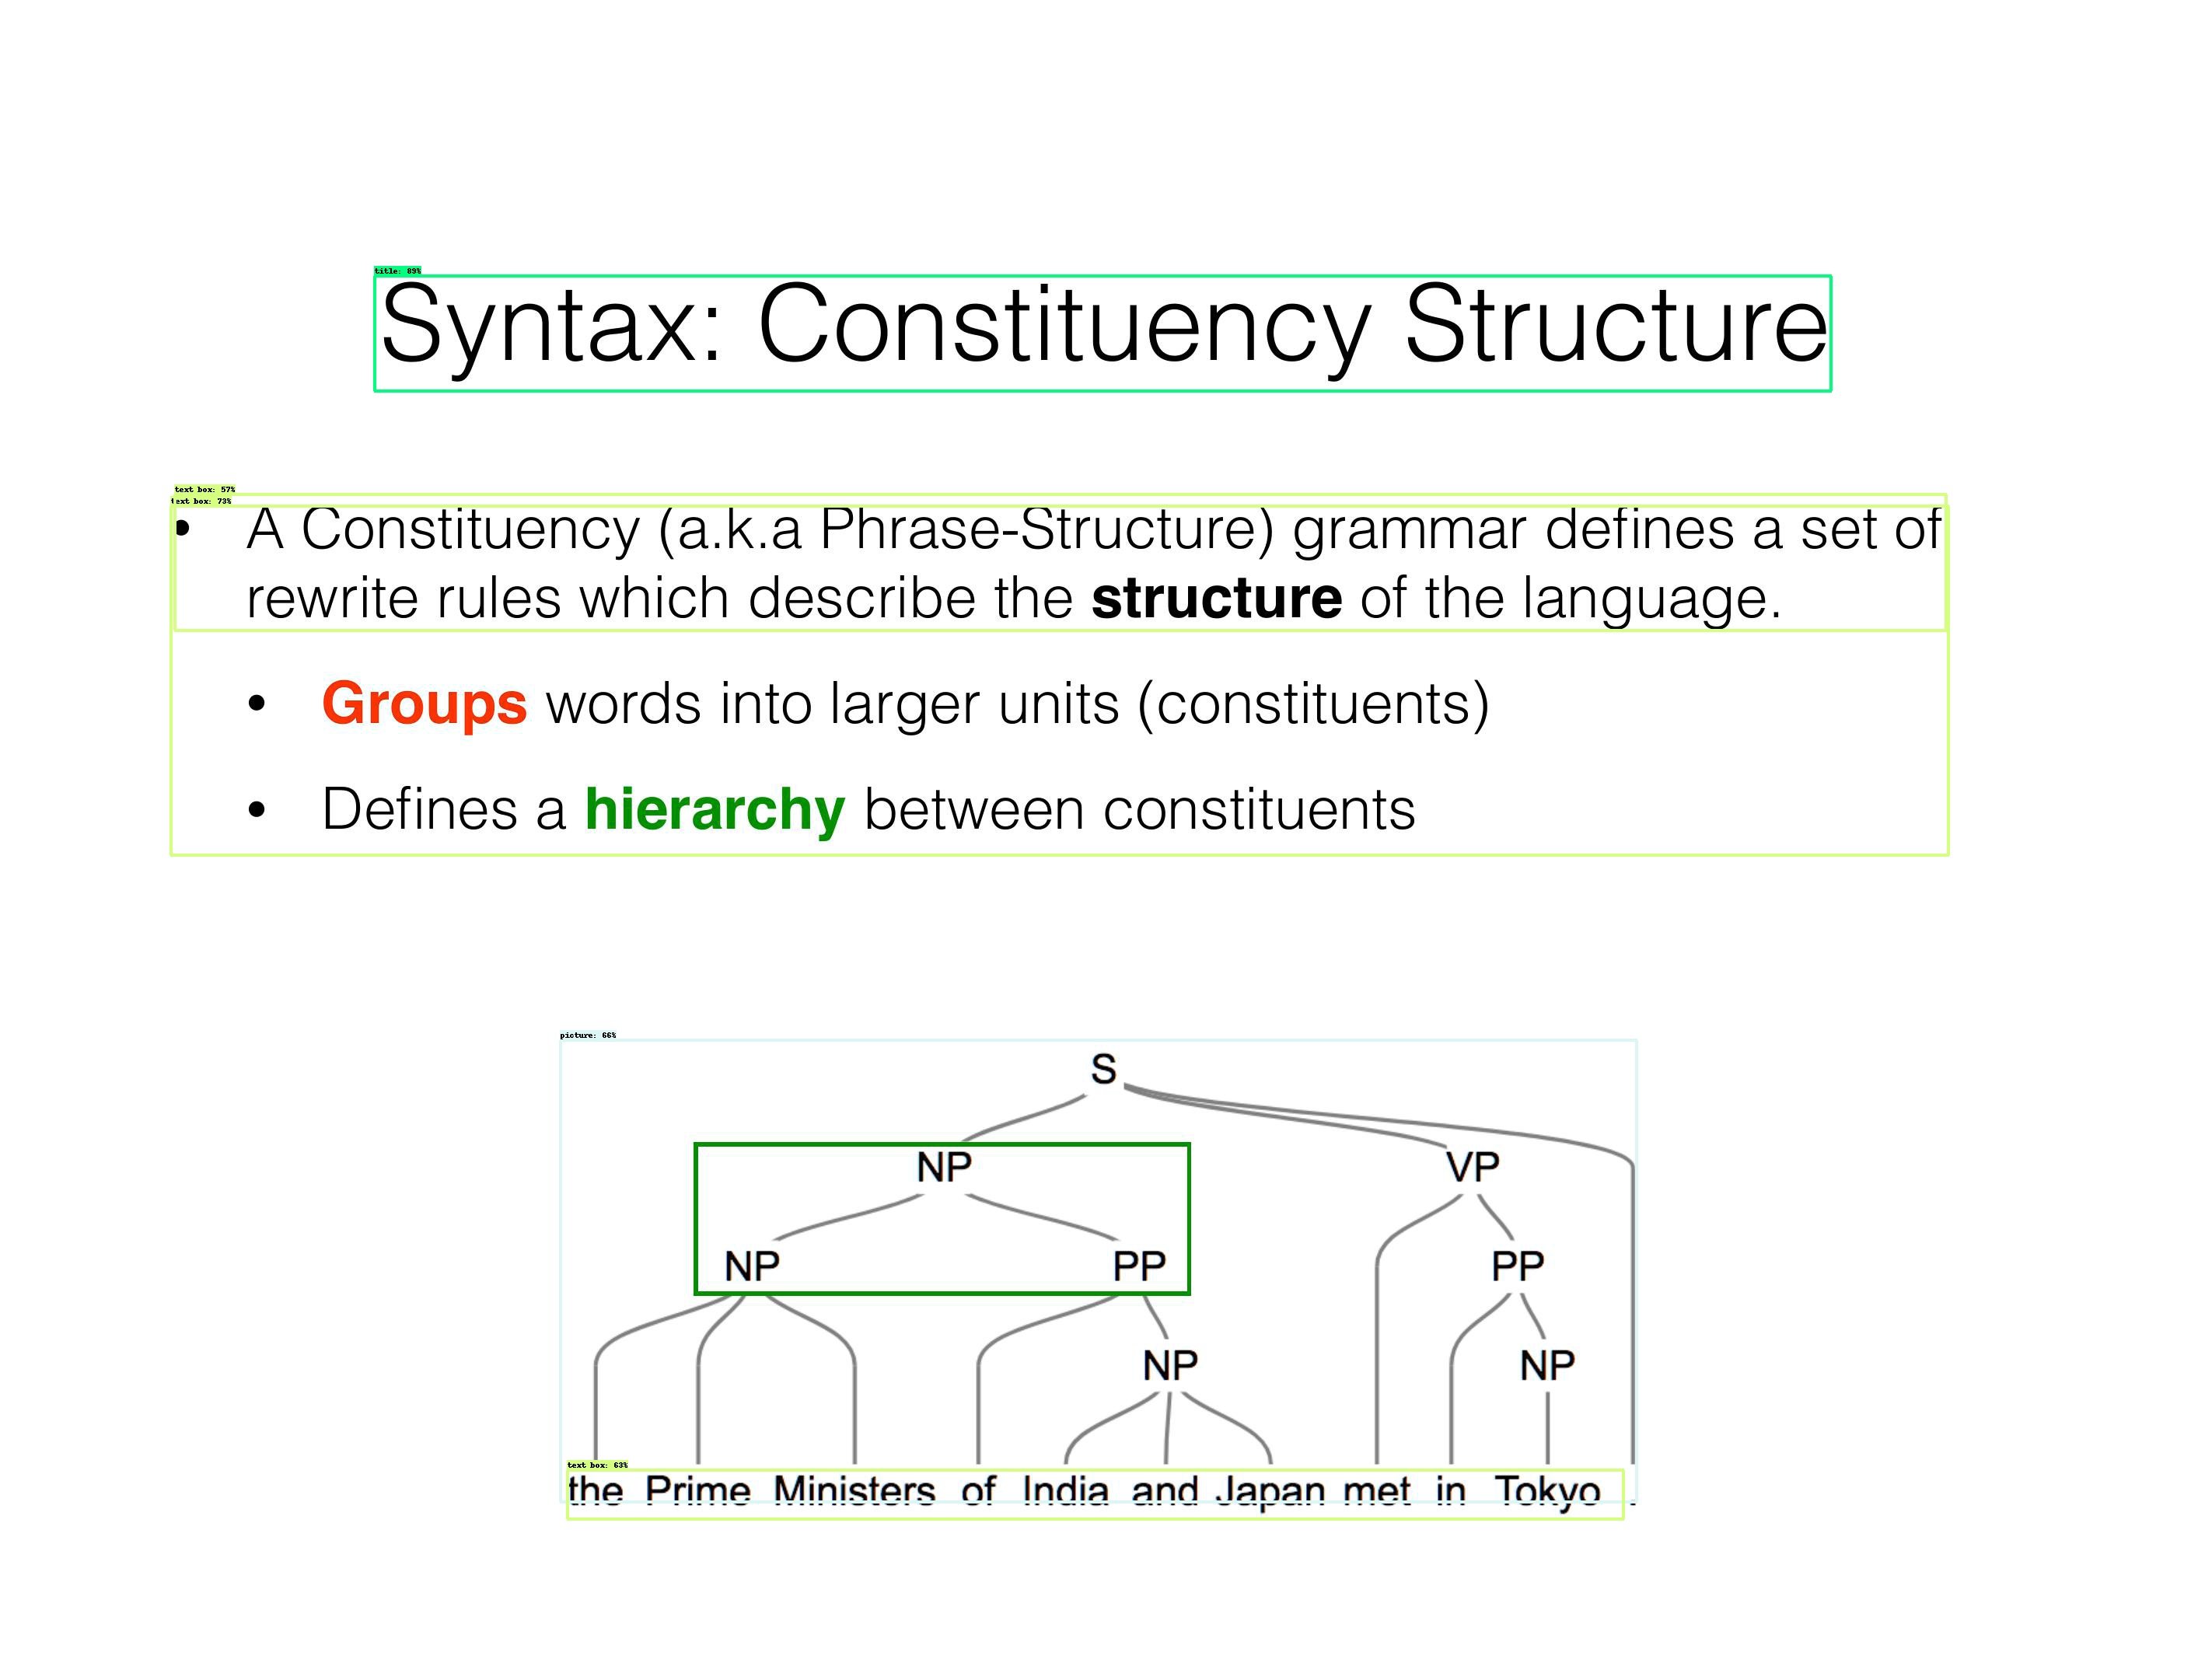 title: 89%
Syntax: Constituency Structure
text box: 57%
text box: 73%
• A Constituency (a.k.a Phrase-Structure) grammar defines a set of
rewrite rules which describe the structure of the language.
• Groups words into larger units (constituents)
• Defines a hierarchy between constituents
picture: 66%
S
NP VP
NP PP PP
NP NP
text box: 63%
the Prime Ministers of India and Japan met in Tokyo .